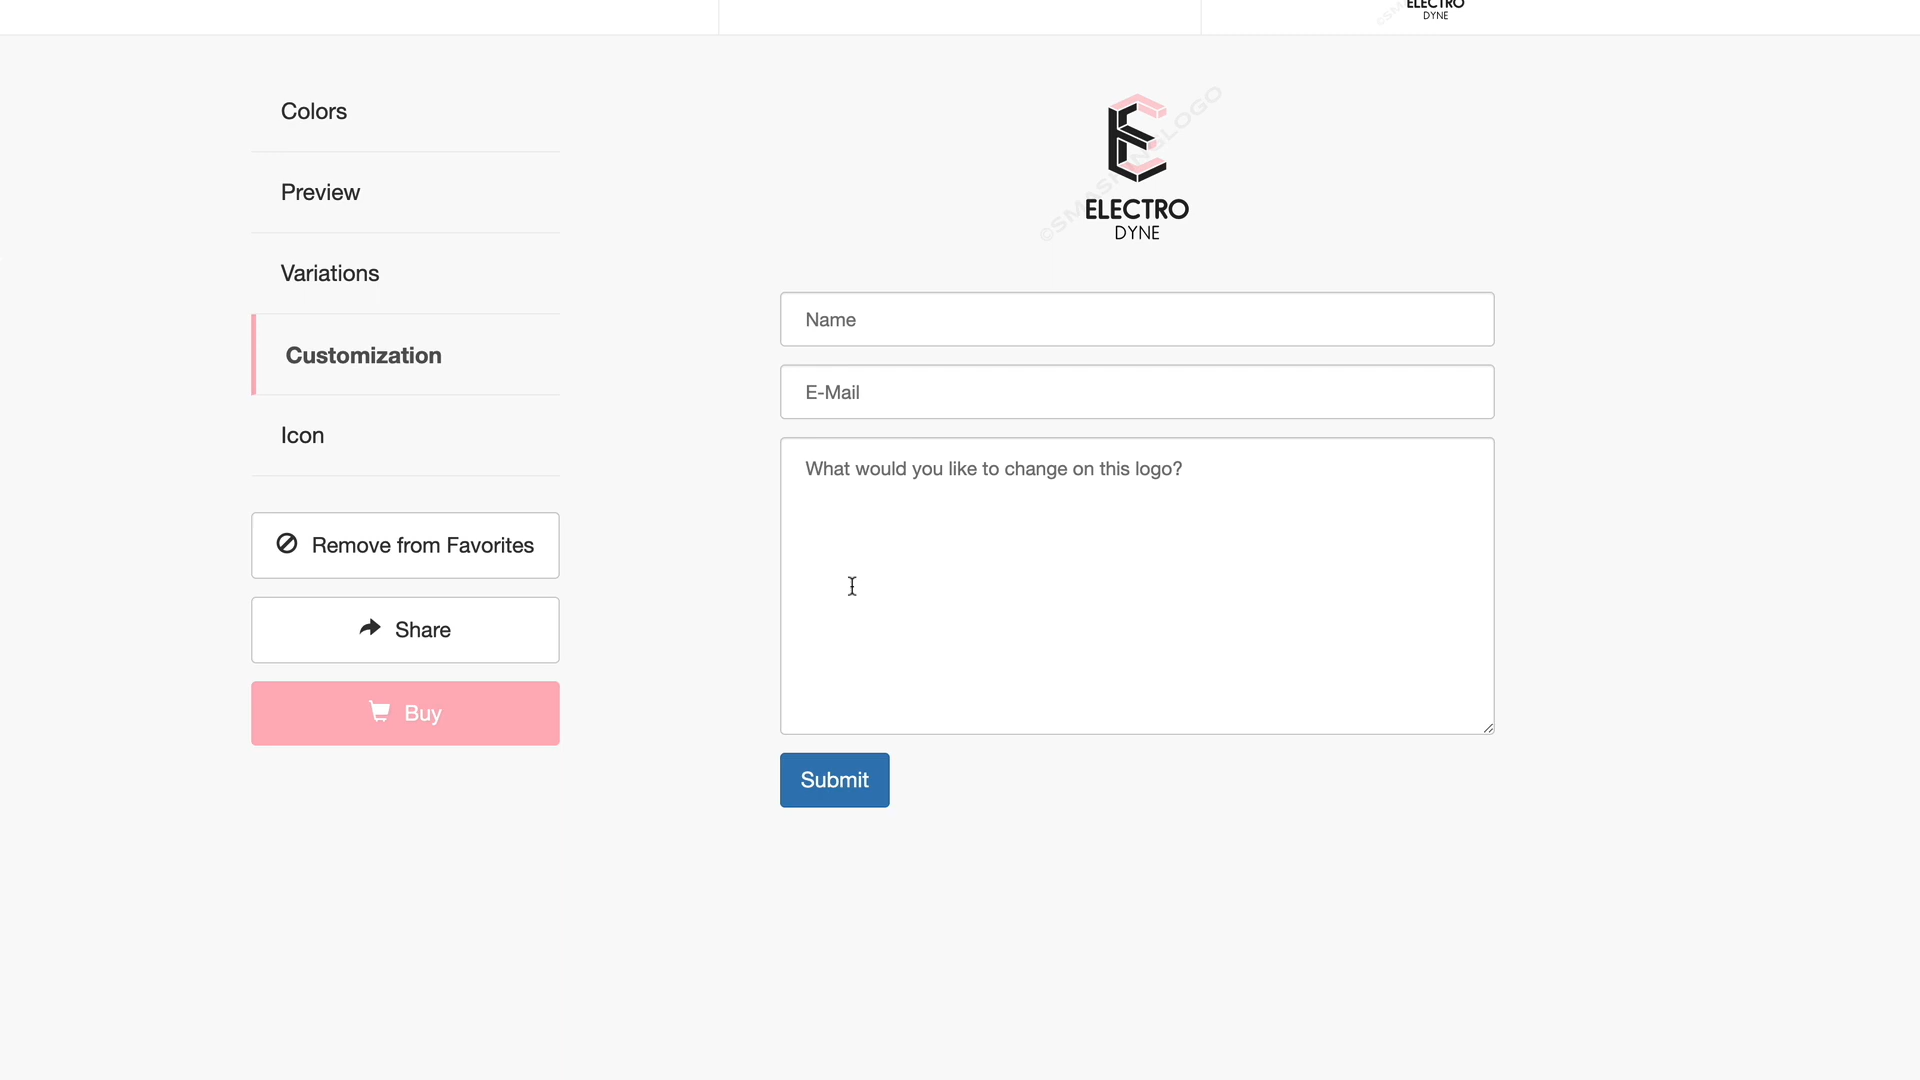 ELECTRO
DYNE
Colors
Preview
Variations
Customization
Icon
Remove from Favorites
Share
Buy
©SMASHINGLOGO
ELECTRO
DYNE
Name
E-Mail
What would you like to change on this logo?
Submit